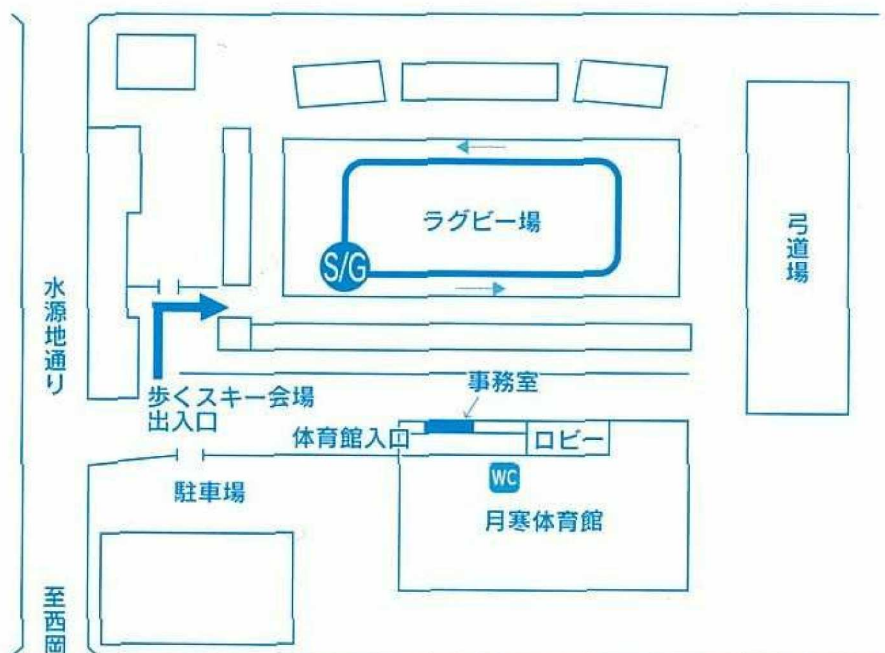 ラグビー場
S/G
弓道場
水源地通り
歩くスキー会場
出入口
事務室
体育館入口
ロビー
駐車場
WC
月寒体育館
至西岡